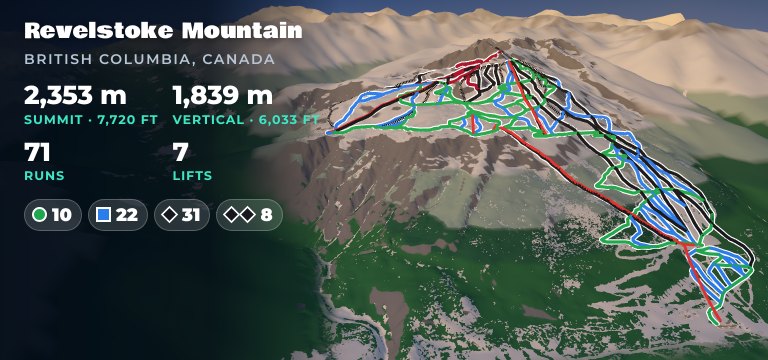 Revelstoke Mountain
BRITISH COLUMBIA, CANADA
2,353 m 1,839 m
SUMMIT · 7,720 FT VERTICAL · 6,033 FT
71 7
RUNS LIFTS
10 22 31 8